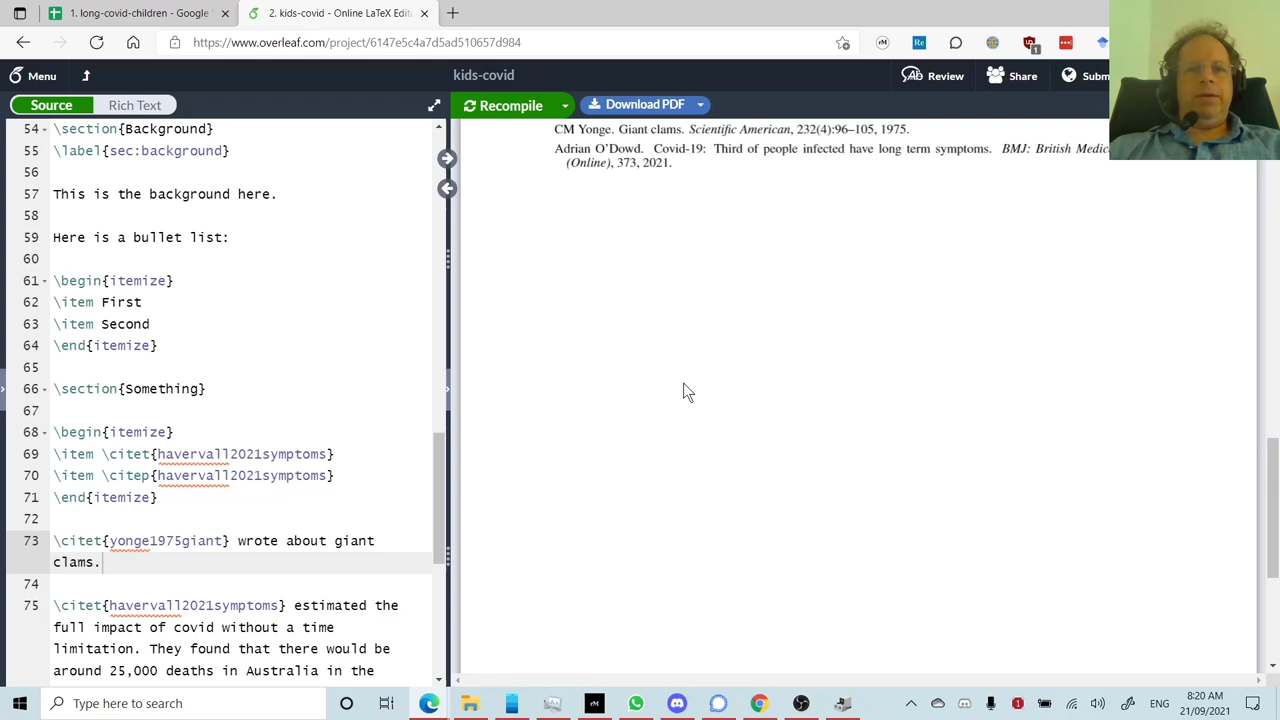 1. long-covid-children - Google
2. kids-covid - Online LaTeX Edit
https://www.overleaf.com/project/6147e5c4a7d5ad510657d984
Menu
kids-covid
Review
Share
Subm
Source
Rich Text
Recompile
Download PDF
54 \section{Background}
55 \label{sec:background}
56
57 This is the background here.
58
59 Here is a bullet list:
60
61 \begin{itemize}
62 \item First
63 \item Second
64 \end{itemize}
65
66 \section{Something}
67
68 \begin{itemize}
69 \item \citet{havervall2021symptoms}
70 \item \citep{havervall2021symptoms}
71 \end{itemize}
72
73 \citet{yonge1975giant} wrote about giant
clams.
74
75 \citet{havervall2021symptoms} estimated the
full impact of covid without a time
limitation. They found that there would be
around 25,000 deaths in Australia in the
CM Yonge. Giant clams. Scientific American, 232(4):96–105, 1975.
Adrian O'Dowd. Covid-19: Third of people infected have long term symptoms. BMJ: British Medic
(Online), 373, 2021.
Type here to search
ENG
8:20 AM
21/09/2021